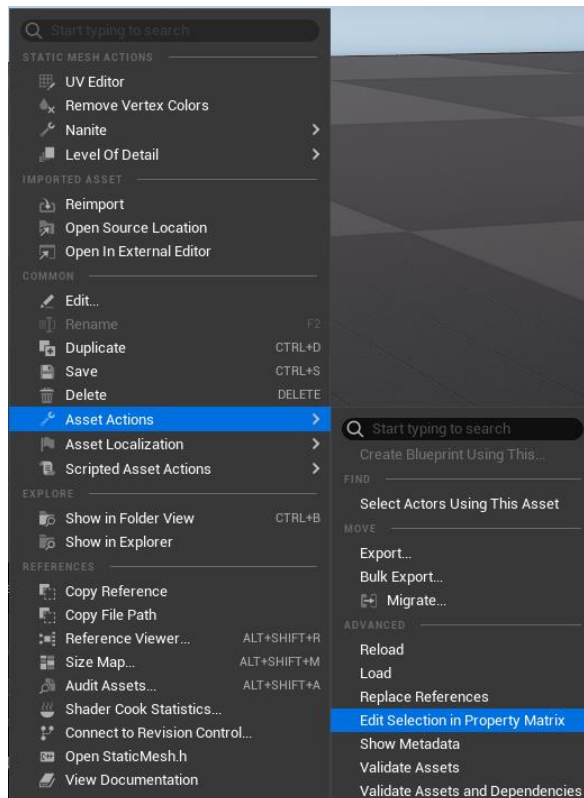 Start typing to search
STATIC MESH ACTIONS
UV Editor
Remove Vertex Colors
Nanite
Level Of Detail
IMPORTED ASSET
Reimport
Open Source Location
Open In External Editor
COMMON
Edit...
Rename F2
Duplicate CTRL+D
Save CTRL+S
Delete DELETE
Asset Actions
Asset Localization
Scripted Asset Actions
EXPLORE
Show in Folder View CTRL+B
Show in Explorer
REFERENCES
Copy Reference
Copy File Path
Reference Viewer... ALT+SHIFT+R
Size Map... ALT+SHIFT+M
Audit Assets... ALT+SHIFT+A
Shader Cook Statistics...
Connect to Revision Control...
Open StaticMesh.h
View Documentation
Start typing to search
Create Blueprint Using This...
FIND
Select Actors Using This Asset
MOVE
Export...
Bulk Export...
Migrate...
ADVANCED
Reload
Load
Replace References
Edit Selection in Property Matrix
Show Metadata
Validate Assets
Validate Assets and Dependencies